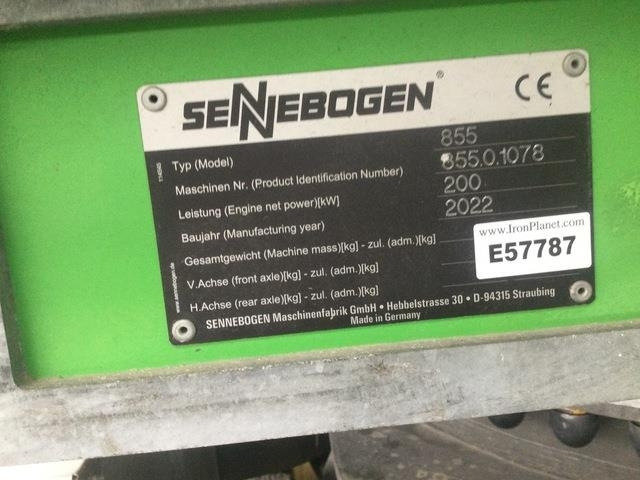 SENNEBOGEN®
CE
Typ (Model) 855
Maschinen Nr. (Product Identification Number) 855.0.1078
Leistung (Engine net power)[kW] 200
Baujahr (Manufacturing year) 2022
Gesamtgewicht (Machine mass)[kg] - zul. (adm.)[kg]
V.Achse (front axle)[kg] - zul. (adm.)[kg]
H.Achse (rear axle)[kg] - zul. (adm.)[kg]
www.IronPlanet.com
E57787
SENNEBOGEN Maschinenfabrik GmbH • Hebbelstrasse 30 • D-94315 Straubing
Made in Germany
www.sennebogen.de